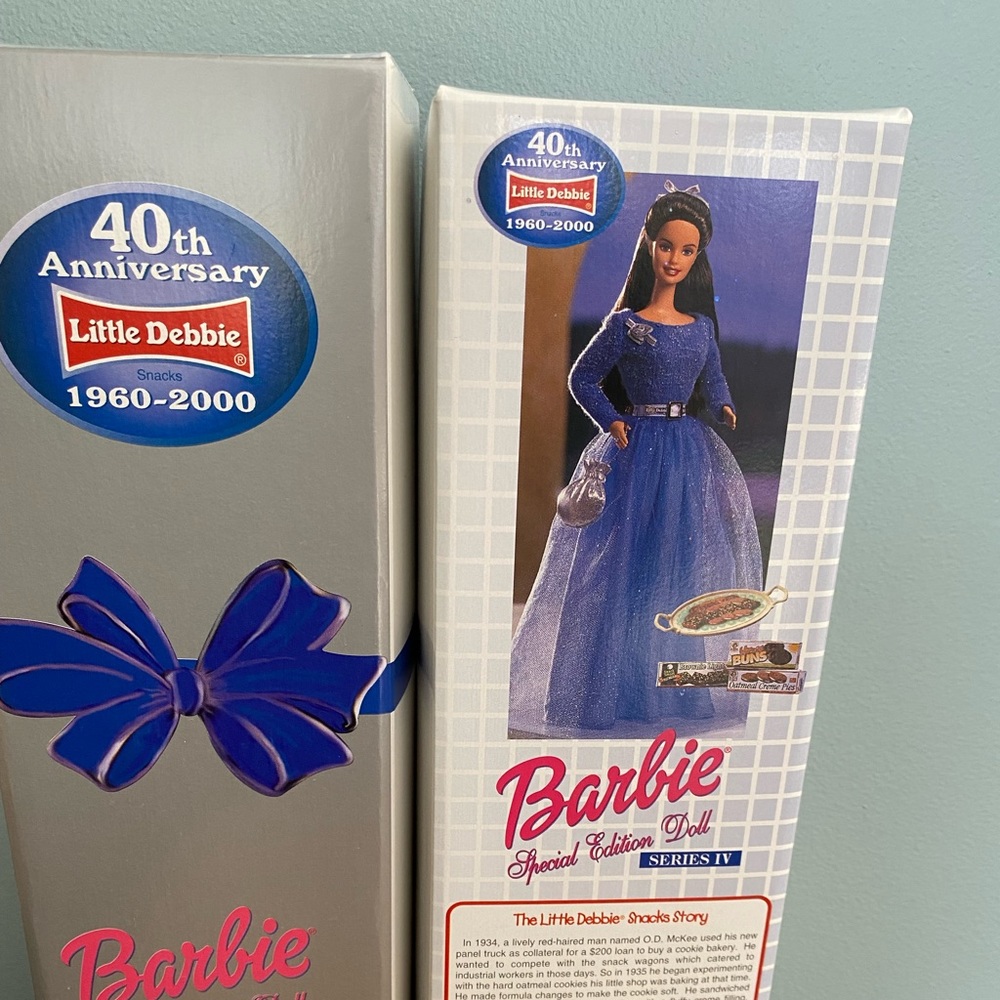 40th
Anniversary
Little Debbie®
Snacks
1960-2000
Barbie
Doll
40th
Anniversary
Little Debbie®
Snacks
1960-2000
BUNS
Oatmeal Creme Pies
Barbie®
Special Edition Doll
SERIES IV
The Little Debbie® Snacks Story
In 1934, a lively red-haired man named O.D. McKee used his new
panel truck as collateral for a $200 loan to buy a cookie bakery. He
wanted to compete with the snack wagons which catered to
industrial workers in those days. So in 1935 he began experimenting
with the hard oatmeal cookies his little shop was baking at that time.
He made formula changes to make the cookie soft. He sandwiched
fluffy creme filling